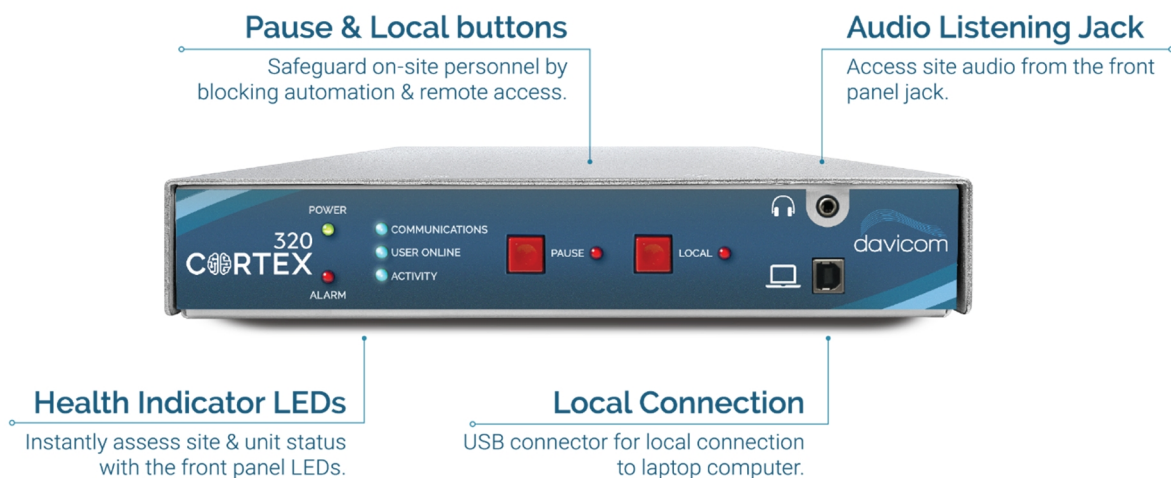 Pause & Local buttons
Safeguard on-site personnel by
blocking automation & remote access.
Audio Listening Jack
Access site audio from the front
panel jack.
POWER
320
CORTEX
ALARM
COMMUNICATIONS
USER ONLINE
ACTIVITY
PAUSE
LOCAL
davicom
Health Indicator LEDs
Instantly assess site & unit status
with the front panel LEDs.
Local Connection
USB connector for local connection
to laptop computer.